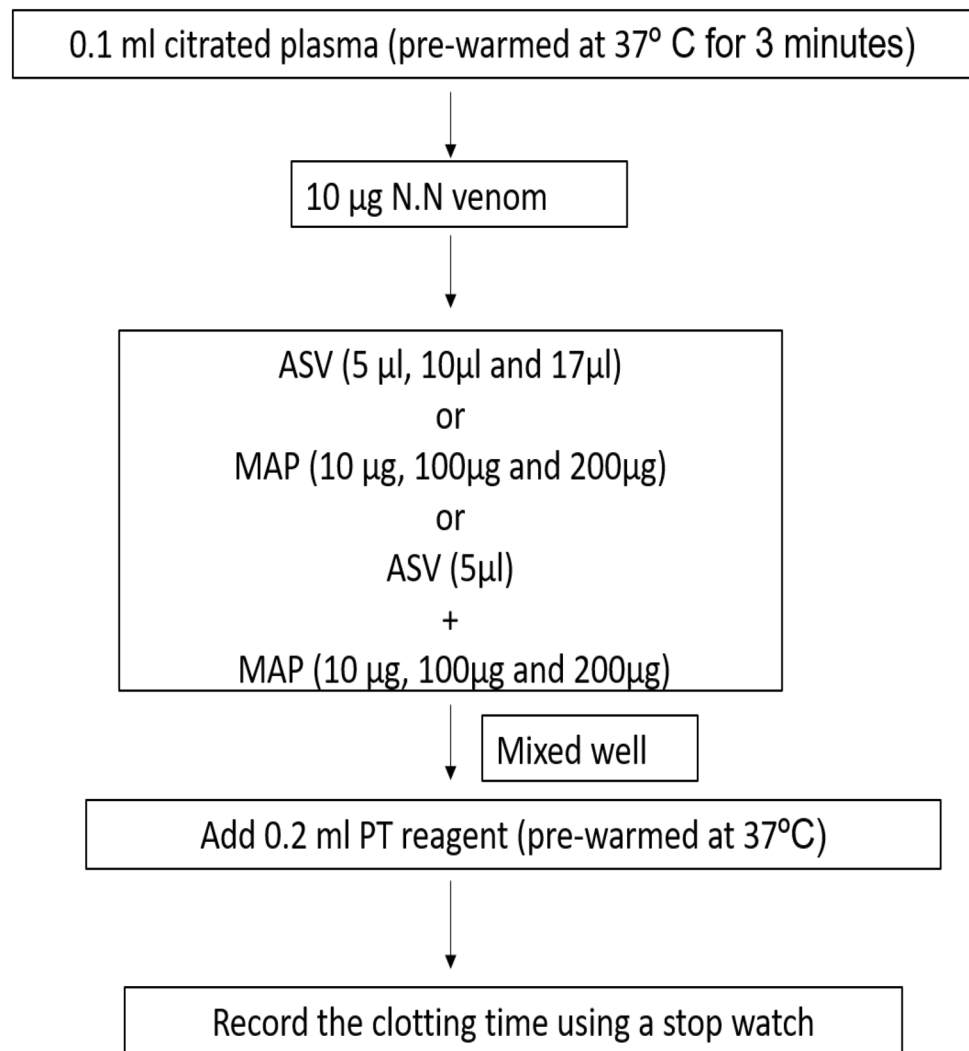 0.1 ml citrated plasma (pre-warmed at 37º C for 3 minutes)
10 µg N.N venom
ASV (5 µl, 10µl and 17µl)
or
MAP (10 µg, 100µg and 200µg)
or
ASV (5µl)
+
MAP (10 µg, 100µg and 200µg)
Mixed well
Add 0.2 ml PT reagent (pre-warmed at 37ºC)
Record the clotting time using a stop watch